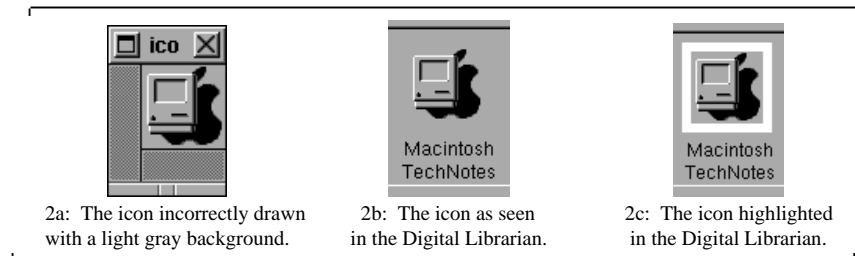 ico
Macintosh
TechNotes
Macintosh
TechNotes
2a: The icon incorrectly drawn
with a light gray background.
2b: The icon as seen
in the Digital Librarian.
2c: The icon highlighted
in the Digital Librarian.